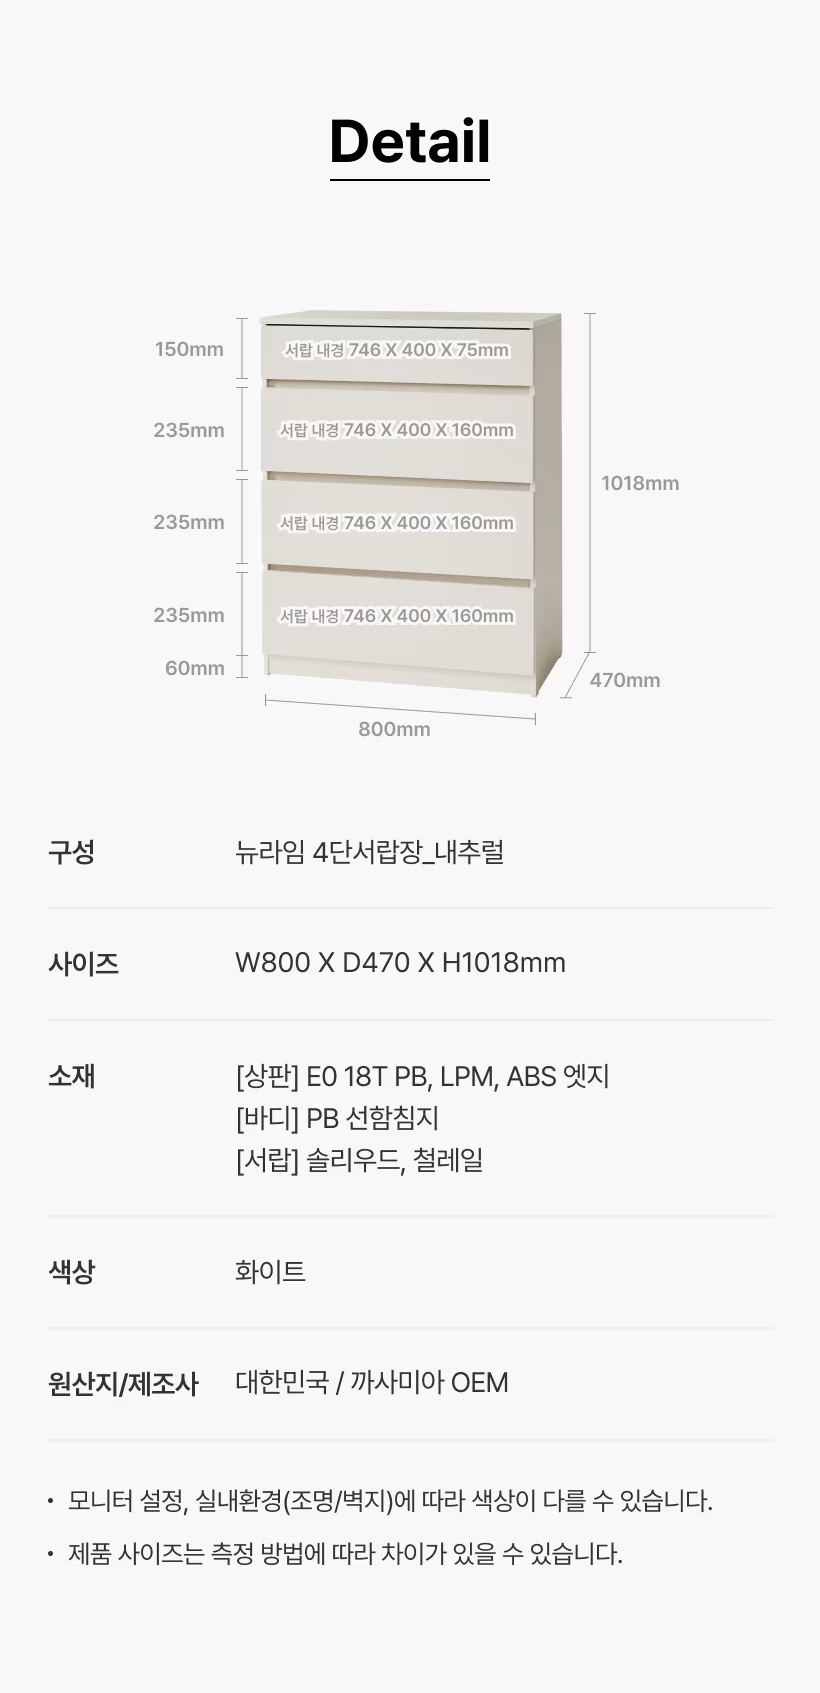 Detail
150mm
서랍 내경 746 X 400 X 75mm
235mm
서랍 내경 746 X 400 X 160mm
1018mm
235mm
서랍 내경 746 X 400 X 160mm
235mm
서랍 내경 746 X 400 X 160mm
60mm
470mm
800mm
구성 뉴라임 4단서랍장_내추럴
사이즈 W800 X D470 X H1018mm
소재 [상판] E0 18T PB, LPM, ABS 엣지
[바디] PB 선함침지
[서랍] 솔리우드, 철레일
색상 화이트
원산지/제조사 대한민국 / 까사미아 OEM
• 모니터 설정, 실내환경(조명/벽지)에 따라 색상이 다를 수 있습니다.
• 제품 사이즈는 측정 방법에 따라 차이가 있을 수 있습니다.